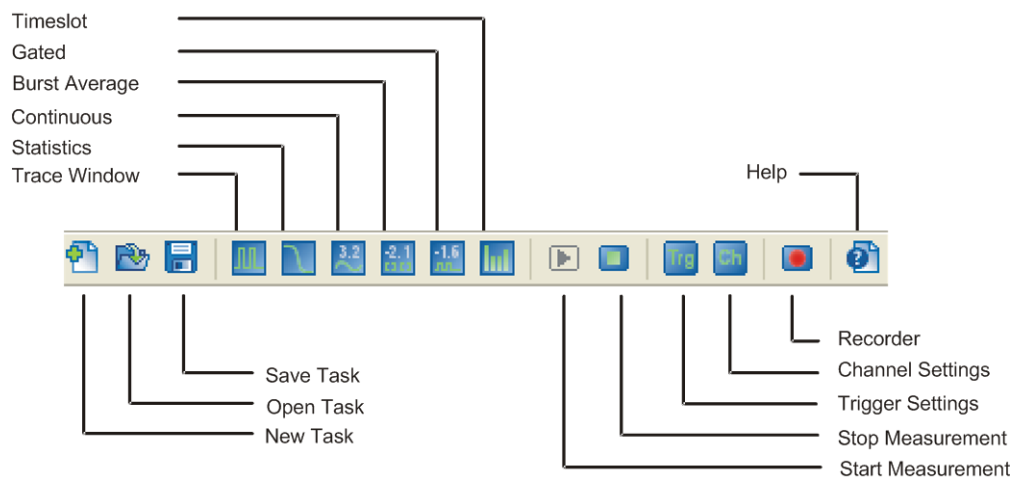 Timeslot
Gated
Burst Average
Continuous
Statistics
Trace Window
Help
3.2
-2.1
-1.6
Trg
Ch
?
Save Task
Open Task
New Task
Recorder
Channel Settings
Trigger Settings
Stop Measurement
Start Measurement